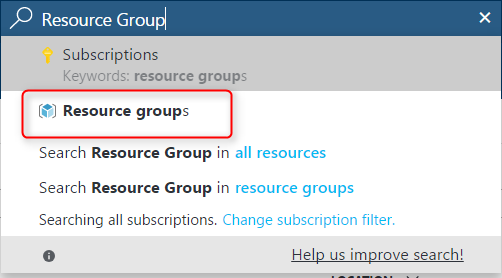 Resource Group
Subscriptions
Keywords: resource groups
Resource groups
Search Resource Group in all resources
Search Resource Group in resource groups
Searching all subscriptions. Change subscription filter.
Help us improve search!
LOCATION